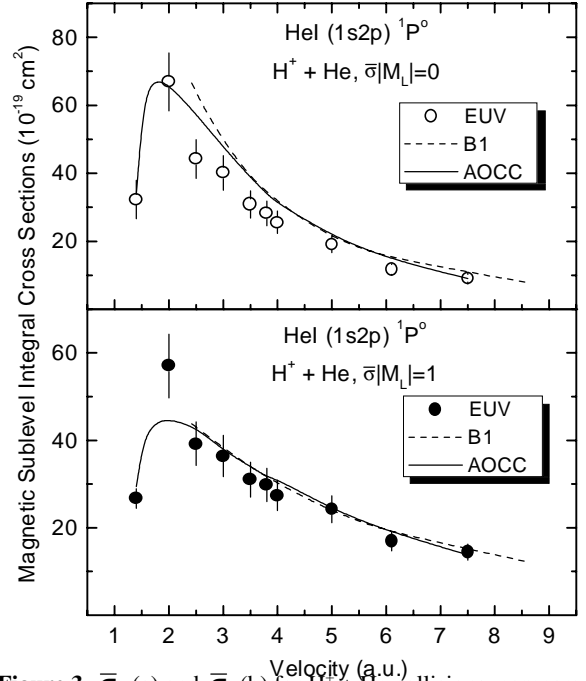 HeI (1s2p) ¹Pᵒ
H⁺ + He, σ̅|M_L|=0
EUV
B1
AOCC
80
60
40
20
HeI (1s2p) ¹Pᵒ
H⁺ + He, σ̅|M_L|=1
EUV
B1
AOCC
60
40
20
Magnetic Sublevel Integral Cross Sections (10⁻¹⁹ cm²)
1 2 3 4 5 6 7 8 9
Velocity (a.u.)